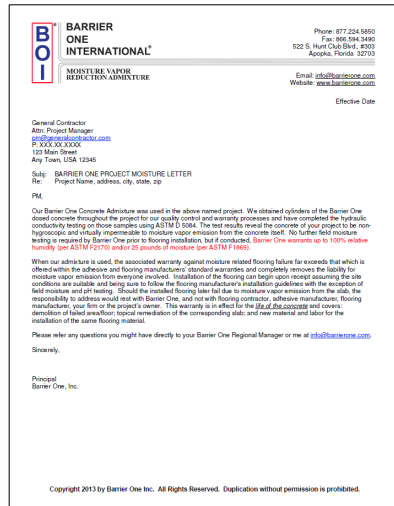 BOI
BARRIER
ONE
INTERNATIONAL®
MOISTURE VAPOR
REDUCTION ADMIXTURE
Phone: 877.224.5850
Fax: 866.594.3490
522 S. Hunt Club Blvd., #303
Apopka, Florida 32703
Email: info@barrierone.com
Website: www.barrierone.com
Effective Date
General Contractor
Attn: Project Manager
pm@generalcontractor.com
P: XXX.XX.XXXX
123 Main Street
Any Town, USA 12345
Subj: BARRIER ONE PROJECT MOISTURE LETTER
Re: Project Name, address, city, state, zip
PM,
Our Barrier One Concrete Admixture was used in the above named project. We obtained cylinders of the Barrier One
dosed concrete throughout the project for our quality control and warranty processes and have completed the hydraulic
conductivity testing on those samples using ASTM D 5084. The test results reveal the concrete of your project to be non-
hygroscopic and virtually impermeable to moisture vapor emission from the concrete itself. No further field moisture
testing is required by Barrier One prior to flooring installation, but if conducted, Barrier One warrants up to 100% relative
humidity (per ASTM F2170) and/or 25 pounds of moisture (per ASTM F1869).
When our admixture is used, the associated warranty against moisture related flooring failure far exceeds that which is
offered within the adhesive and flooring manufacturers' standard warranties and completely removes the liability for
moisture vapor emission from everyone involved. Installation of the flooring can begin upon receipt assuming the site
conditions are suitable and being sure to follow the flooring manufacturer's installation guidelines with the exception of
field moisture and pH testing. Should the installed flooring later fail due to moisture vapor emission from the slab, the
responsibility to address would rest with Barrier One, and not with flooring contractor, adhesive manufacturer, flooring
manufacturer, your firm or the project's owner. This warranty is in effect for the life of the concrete and covers:
demolition of failed area/floor; topical remediation of the corresponding slab; and new material and labor for the
installation of the same flooring material.
Please refer any questions you might have directly to your Barrier One Regional Manager or me at info@barrierone.com.
Sincerely,
Principal
Barrier One, Inc.
Copyright 2013 by Barrier One Inc. All Rights Reserved. Duplication without permission is prohibited.